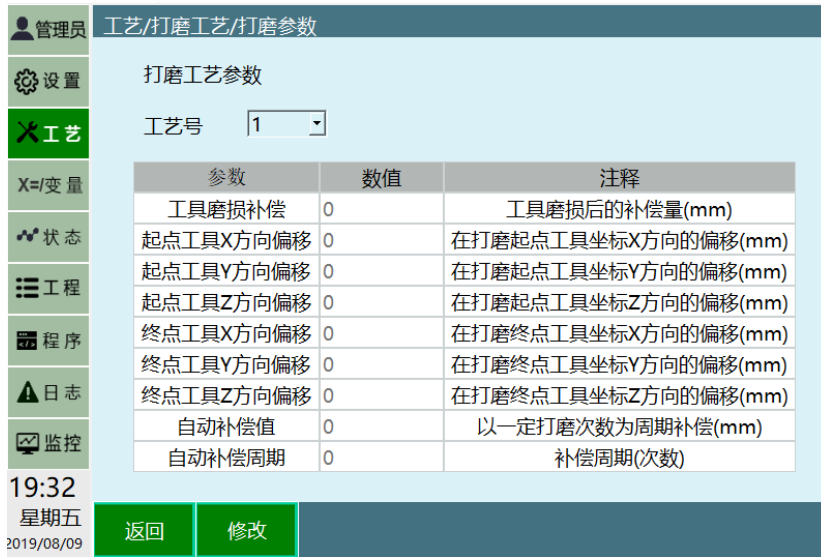 管理员
设置
工艺
X=/变量
状态
工程
程序
日志
监控
19:32
星期五
2019/08/09
工艺/打磨工艺/打磨参数
打磨工艺参数
工艺号 1
参数 数值 注释
工具磨损补偿 0 工具磨损后的补偿量(mm)
起点工具X方向偏移 0 在打磨起点工具坐标X方向的偏移(mm)
起点工具Y方向偏移 0 在打磨起点工具坐标Y方向的偏移(mm)
起点工具Z方向偏移 0 在打磨起点工具坐标Z方向的偏移(mm)
终点工具X方向偏移 0 在打磨终点工具坐标X方向的偏移(mm)
终点工具Y方向偏移 0 在打磨终点工具坐标Y方向的偏移(mm)
终点工具Z方向偏移 0 在打磨终点工具坐标Z方向的偏移(mm)
自动补偿值 0 以一定打磨次数为周期补偿(mm)
自动补偿周期 0 补偿周期(次数)
返回 修改